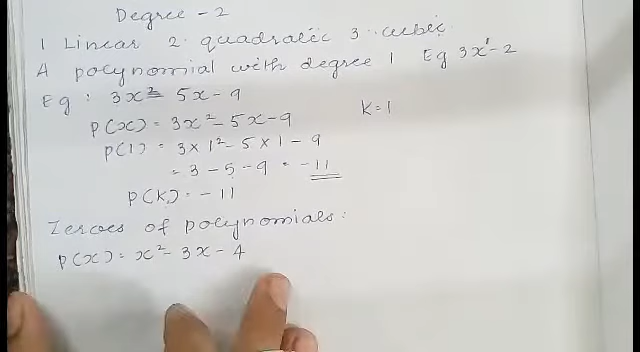 Degree - 2
1 Linear 2. quadratic 3. cubic.
A polynomial with degree 1 Eg 3x¹-2
Eg : 3x² - 5x - 9
P(x) = 3x² - 5x - 9 K=1
P(1) = 3 × 1² - 5 × 1 - 9
= 3 - 5 - 9 = -11
P(K) = -11
Zeroes of polynomials:
P(x) = x² - 3x - 4